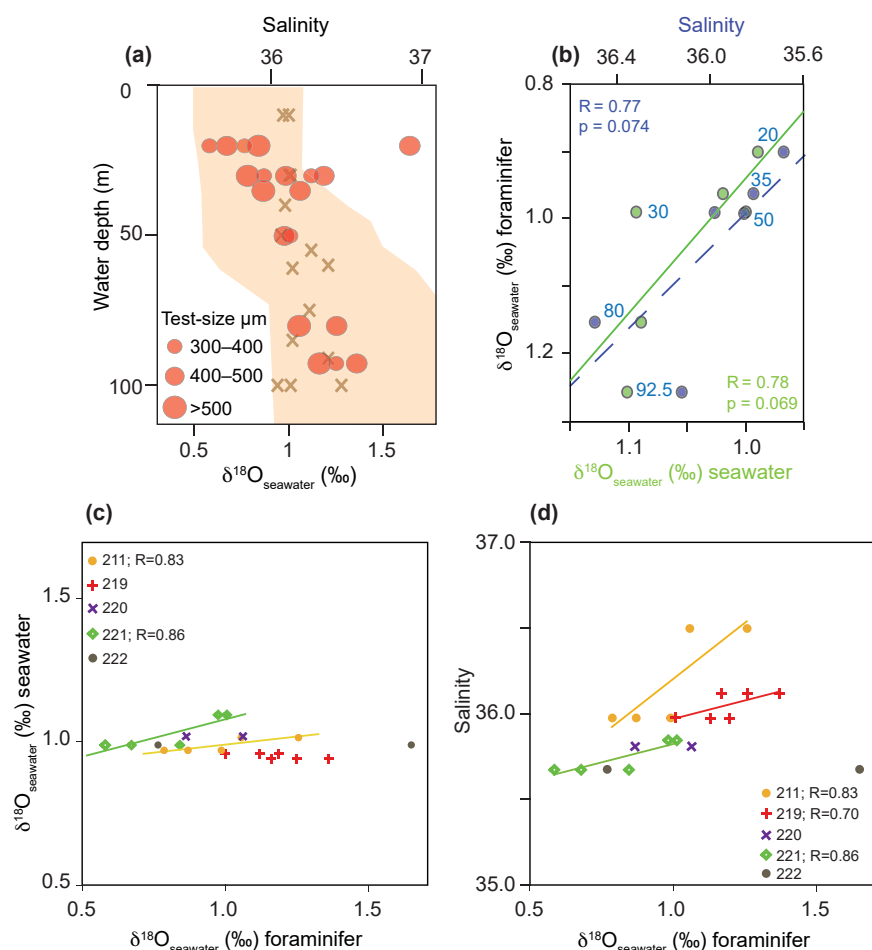 Salinity
(a)
36
37
0
50
100
Water depth (m)
Test-size μm
300–400
400–500
>500
0.5
1
1.5
δ¹⁸Oseawater (‰)
Salinity
(b)
36.4
36.0
35.6
0.8
1.0
1.2
δ¹⁸Oseawater (‰) foraminifer
R = 0.77
p = 0.074
20
35
30
50
80
92.5
R = 0.78
p = 0.069
1.1
1.0
δ¹⁸Oseawater (‰) seawater
(c)
1.5
1.0
0.5
δ¹⁸Oseawater (‰) seawater
211; R=0.83
219
220
221; R=0.86
222
0.5
1.0
1.5
δ¹⁸Oseawater (‰) foraminifer
(d)
37.0
36.0
35.0
Salinity
211; R=0.83
219; R=0.70
220
221; R=0.86
222
0.5
1.0
1.5
δ¹⁸Oseawater (‰) foraminifer